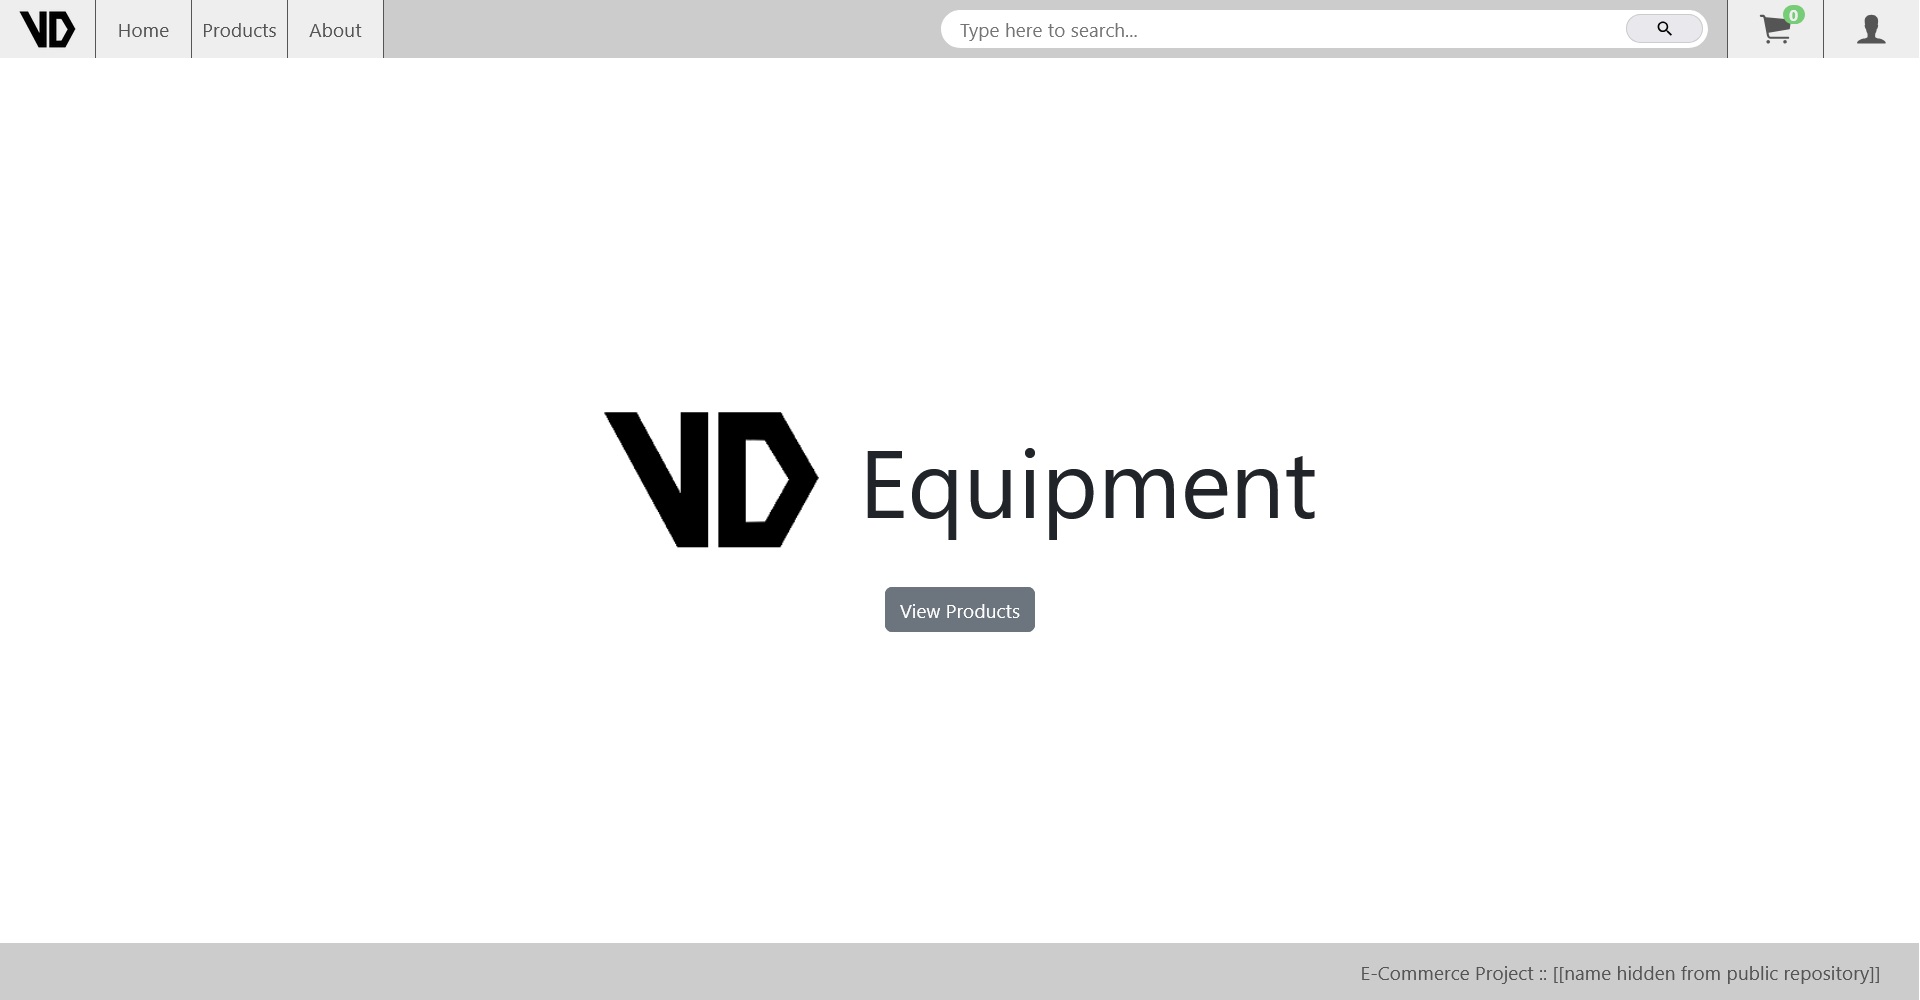 VD
Home
Products
About
Type here to search...
0
VD Equipment
View Products
E-Commerce Project :: [[name hidden from public repository]]